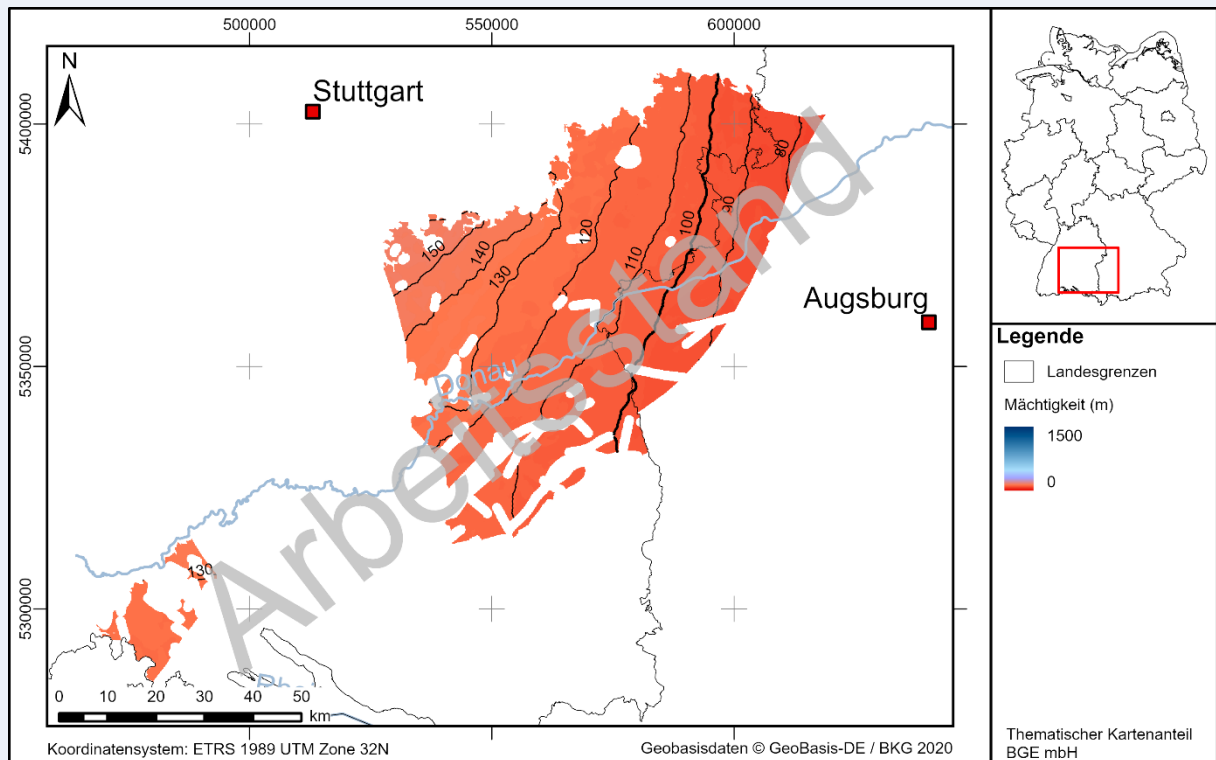 500000
550000
600000
N
Stuttgart
5400000
80
90
100
110
120
130
140
150
Augsburg
5350000
Donau
Arbeitsstand
130
5300000
0 10 20 30 40 50
km
Koordinatensystem: ETRS 1989 UTM Zone 32N
Geobasisdaten © GeoBasis-DE / BKG 2020
Legende
Landesgrenzen
Mächtigkeit (m)
1500
0
Thematischer Kartenanteil
BGE mbH